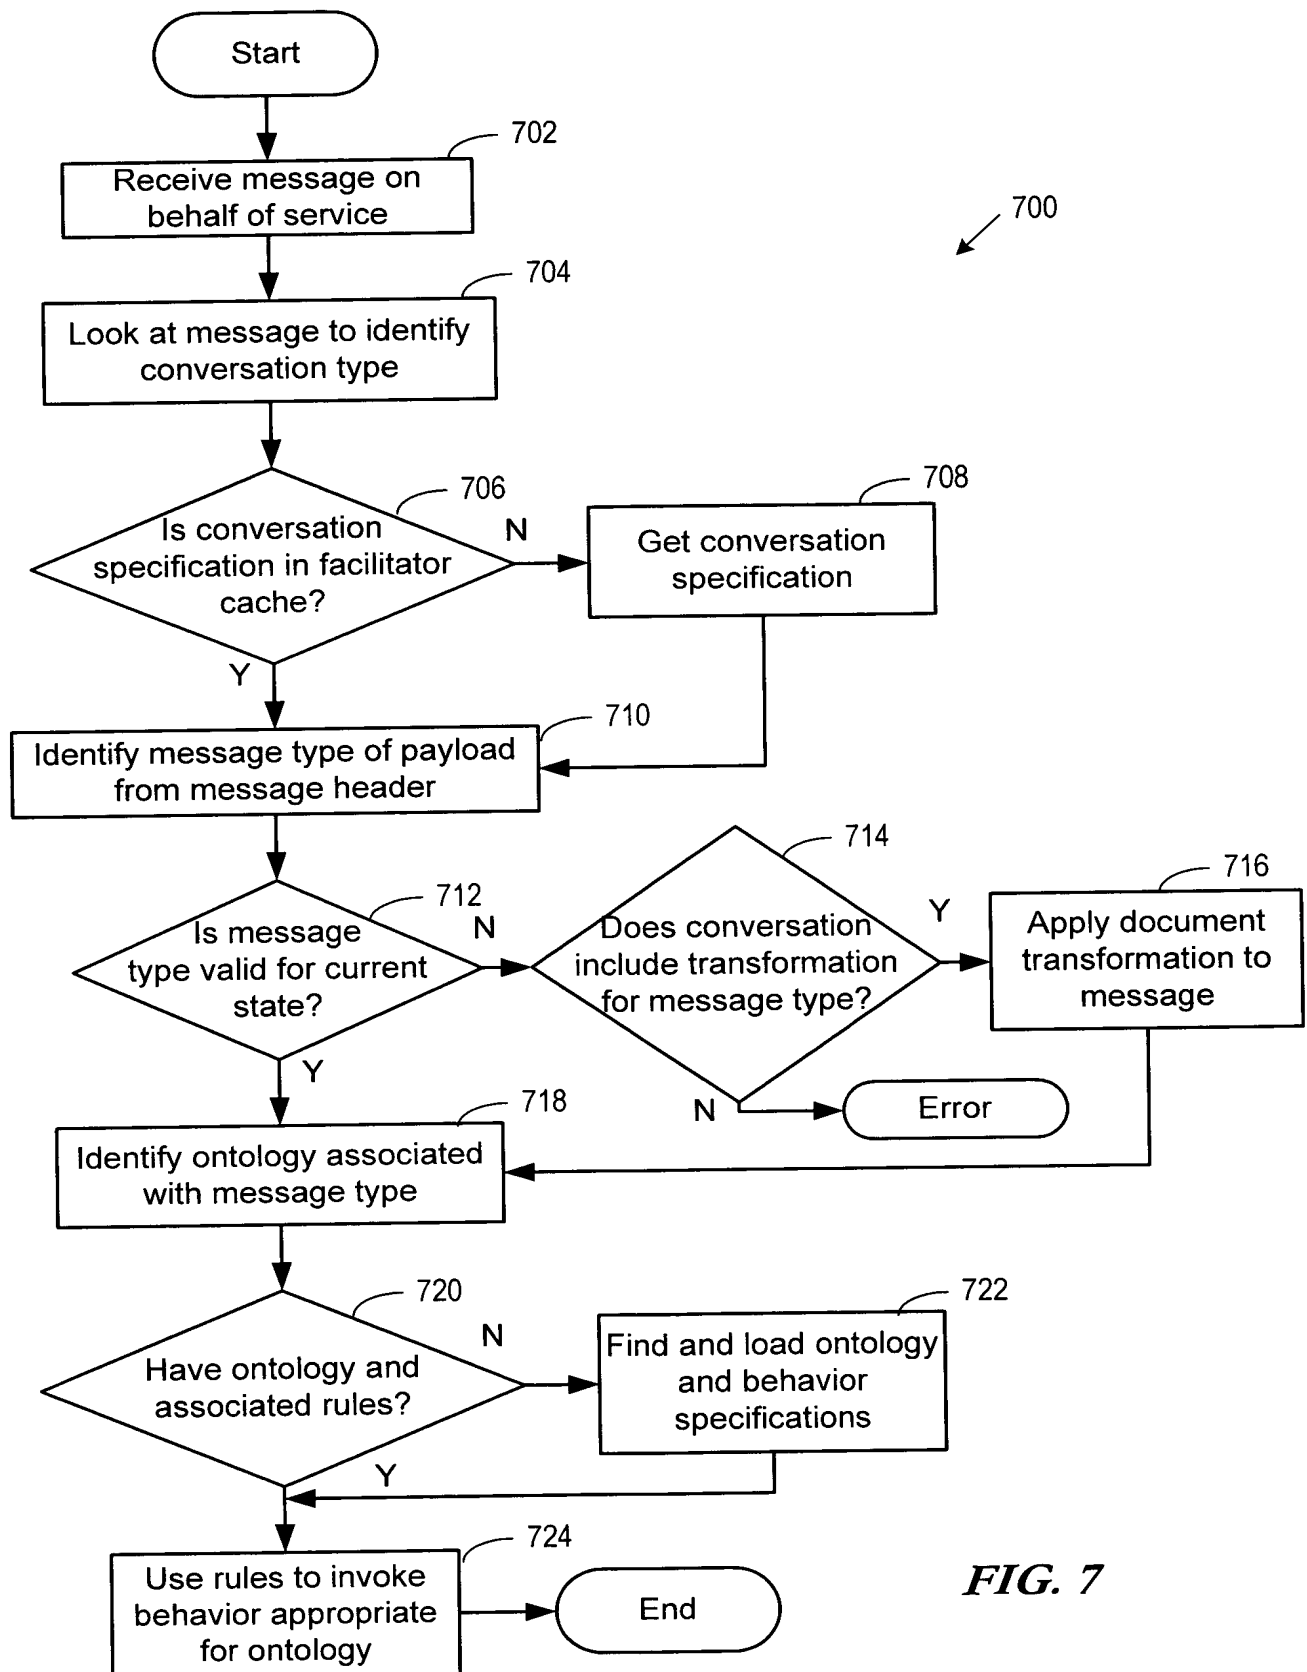 Start
702
Receive message on
behalf of service
700
704
Look at message to identify
conversation type
706
Is conversation
specification in facilitator
cache?
N
Y
708
Get conversation
specification
710
Identify message type of payload
from message header
712
Is message
type valid for current
state?
N
Y
714
Does conversation
include transformation
for message type?
Y
N
716
Apply document
transformation to
message
Error
718
Identify ontology associated
with message type
720
Have ontology and
associated rules?
N
Y
722
Find and load ontology
and behavior
specifications
724
Use rules to invoke
behavior appropriate
for ontology
End
FIG. 7